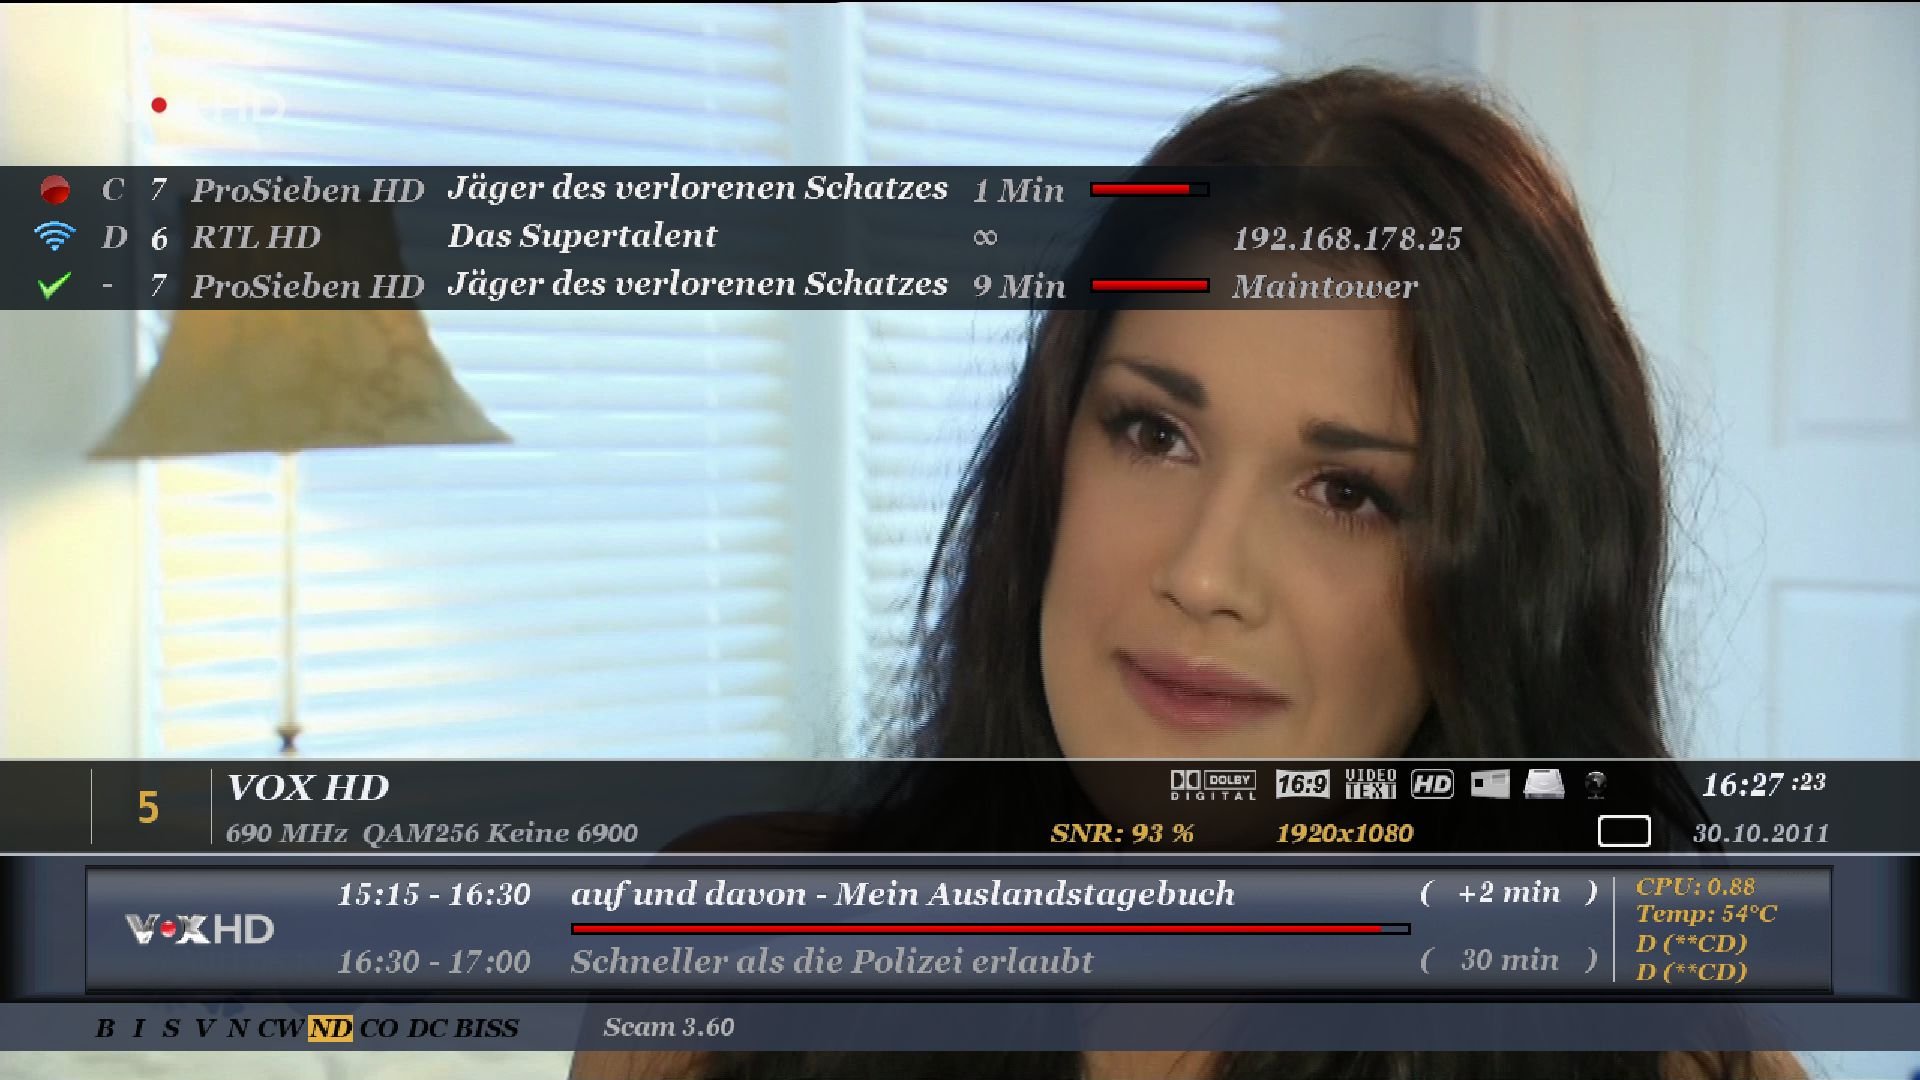 VOXHD
C 7 ProSieben HD Jäger des verlorenen Schatzes 1 Min
D 6 RTL HD Das Supertalent ∞ 192.168.178.25
- 7 ProSieben HD Jäger des verlorenen Schatzes 9 Min Maintower
5 VOX HD DOLBY DIGITAL 16:9 VIDEO TEXT HD 16:27 :23
690 MHz QAM256 Keine 6900 SNR: 93 % 1920x1080 30.10.2011
15:15 - 16:30 auf und davon - Mein Auslandstagebuch ( +2 min ) CPU: 0.88
Temp: 54°C
VOXHD
D (**CD)
16:30 - 17:00 Schneller als die Polizei erlaubt ( 30 min ) D (**CD)
B I S V N CW ND CO DC BISS Scam 3.60